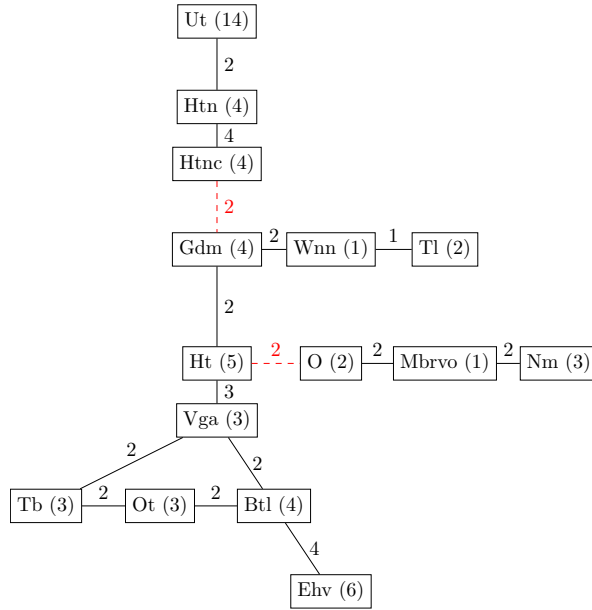 Ut (14)
2
Htn (4)
4
Htnc (4)
2
Gdm (4) 2 Wnn (1) 1 Tl (2)
2
Ht (5) 2 O (2) 2 Mbrvo (1) 2 Nm (3)
3
Vga (3)
2 2
Tb (3) 2 Ot (3) 2 Btl (4)
4
Ehv (6)